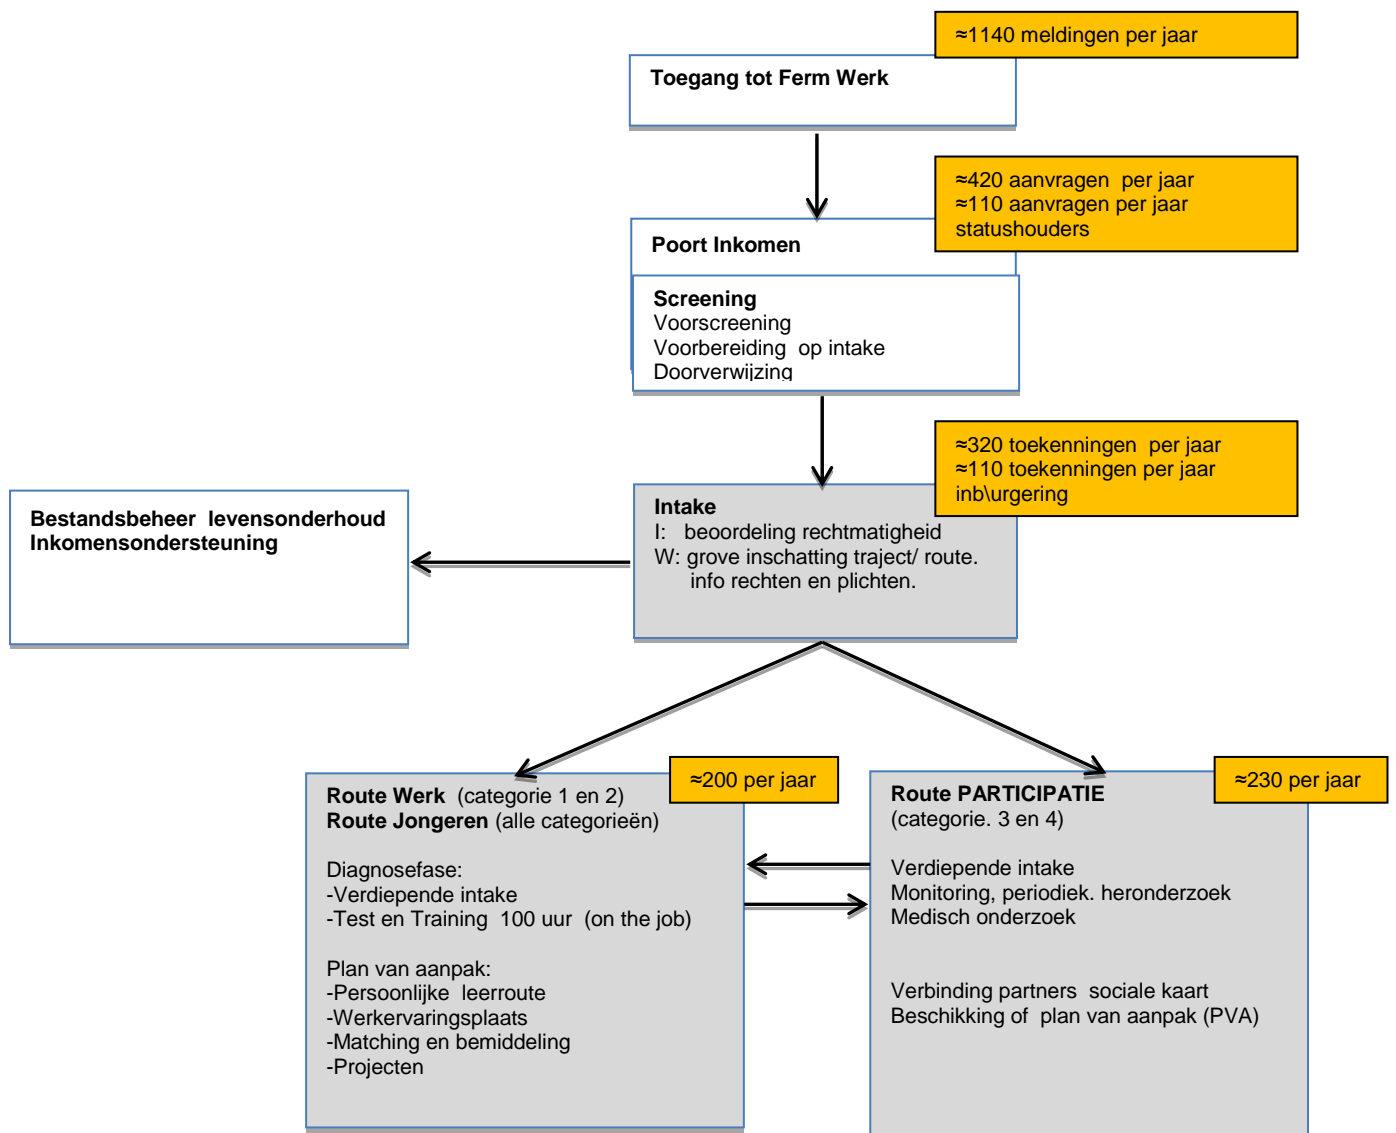 ≈1140 meldingen per jaar
Toegang tot Ferm Werk
≈420 aanvragen per jaar
≈110 aanvragen per jaar
statushouders
Poort Inkomen
Screening
Voorscreening
Voorbereiding op intake
Doorverwijzing
≈320 toekenningen per jaar
≈110 toekenningen per jaar
inb\urgering
Intake
I: beoordeling rechtmatigheid
W: grove inschatting traject/ route.
info rechten en plichten.
Bestandsbeheer levensonderhoud
Inkomensondersteuning
≈200 per jaar
Route Werk (categorie 1 en 2)
Route Jongeren (alle categorieën)
Diagnosefase:
-Verdiepende intake
-Test en Training 100 uur (on the job)
Plan van aanpak:
-Persoonlijke leerroute
-Werkervaringsplaats
-Matching en bemiddeling
-Projecten
≈230 per jaar
Route PARTICIPATIE
(categorie. 3 en 4)
Verdiepende intake
Monitoring, periodiek. heronderzoek
Medisch onderzoek
Verbinding partners sociale kaart
Beschikking of plan van aanpak (PVA)